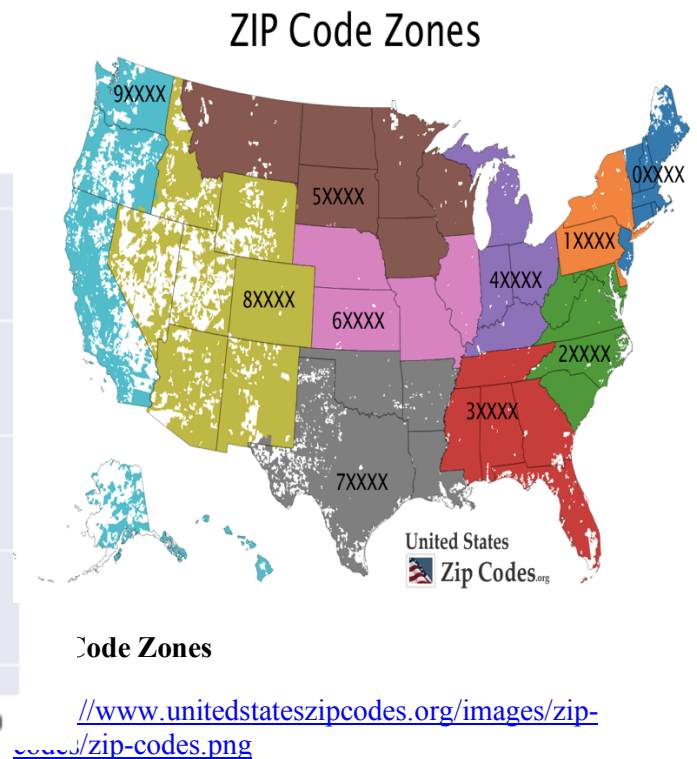 ZIP Code Zones
9XXXX
0XXXX
5XXXX
1XXXX
4XXXX
8XXXX
6XXXX
2XXXX
3XXXX
7XXXX
United States
Zip Codes.org
Code Zones
//www.unitedstateszipcodes.org/images/zip-
/zip-codes.png